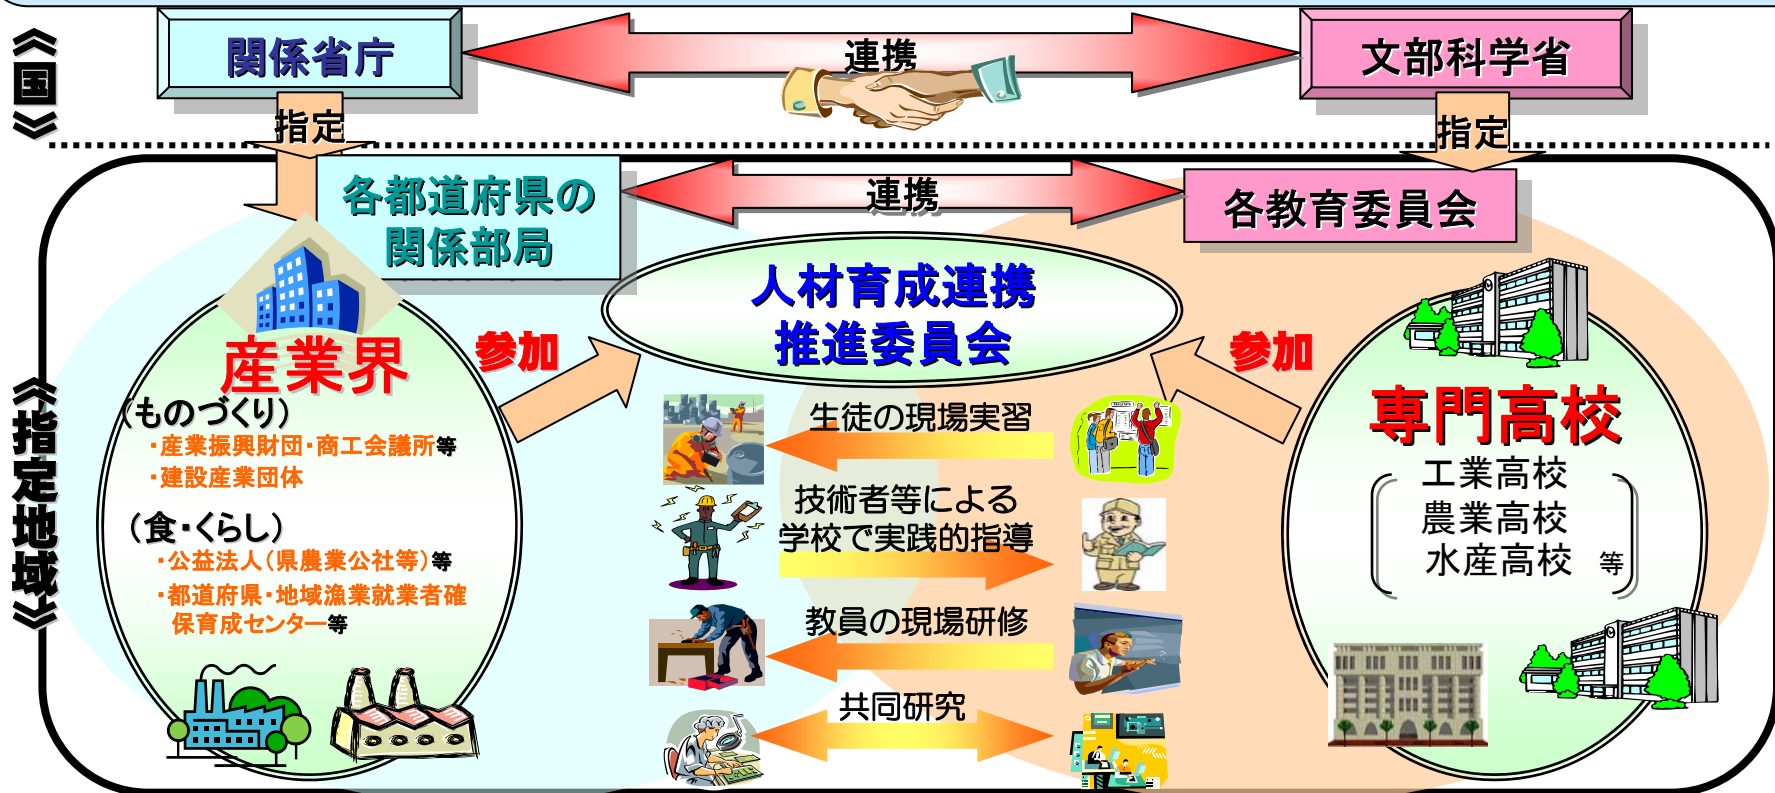 《国》
関係省庁
連携
文部科学省
指定
指定
各都道府県の
関係部局
連携
各教育委員会
人材育成連携
推進委員会
《指定地域》
産業界
参加
参加
(ものづくり)
・産業振興財団・商工会議所等
・建設産業団体
(食・くらし)
・公益法人(県農業公社等)等
・都道府県・地域漁業就業者確
保育成センター等
生徒の現場実習
技術者等による
学校で実践的指導
教員の現場研修
共同研究
専門高校
工業高校
農業高校
水産高校 等